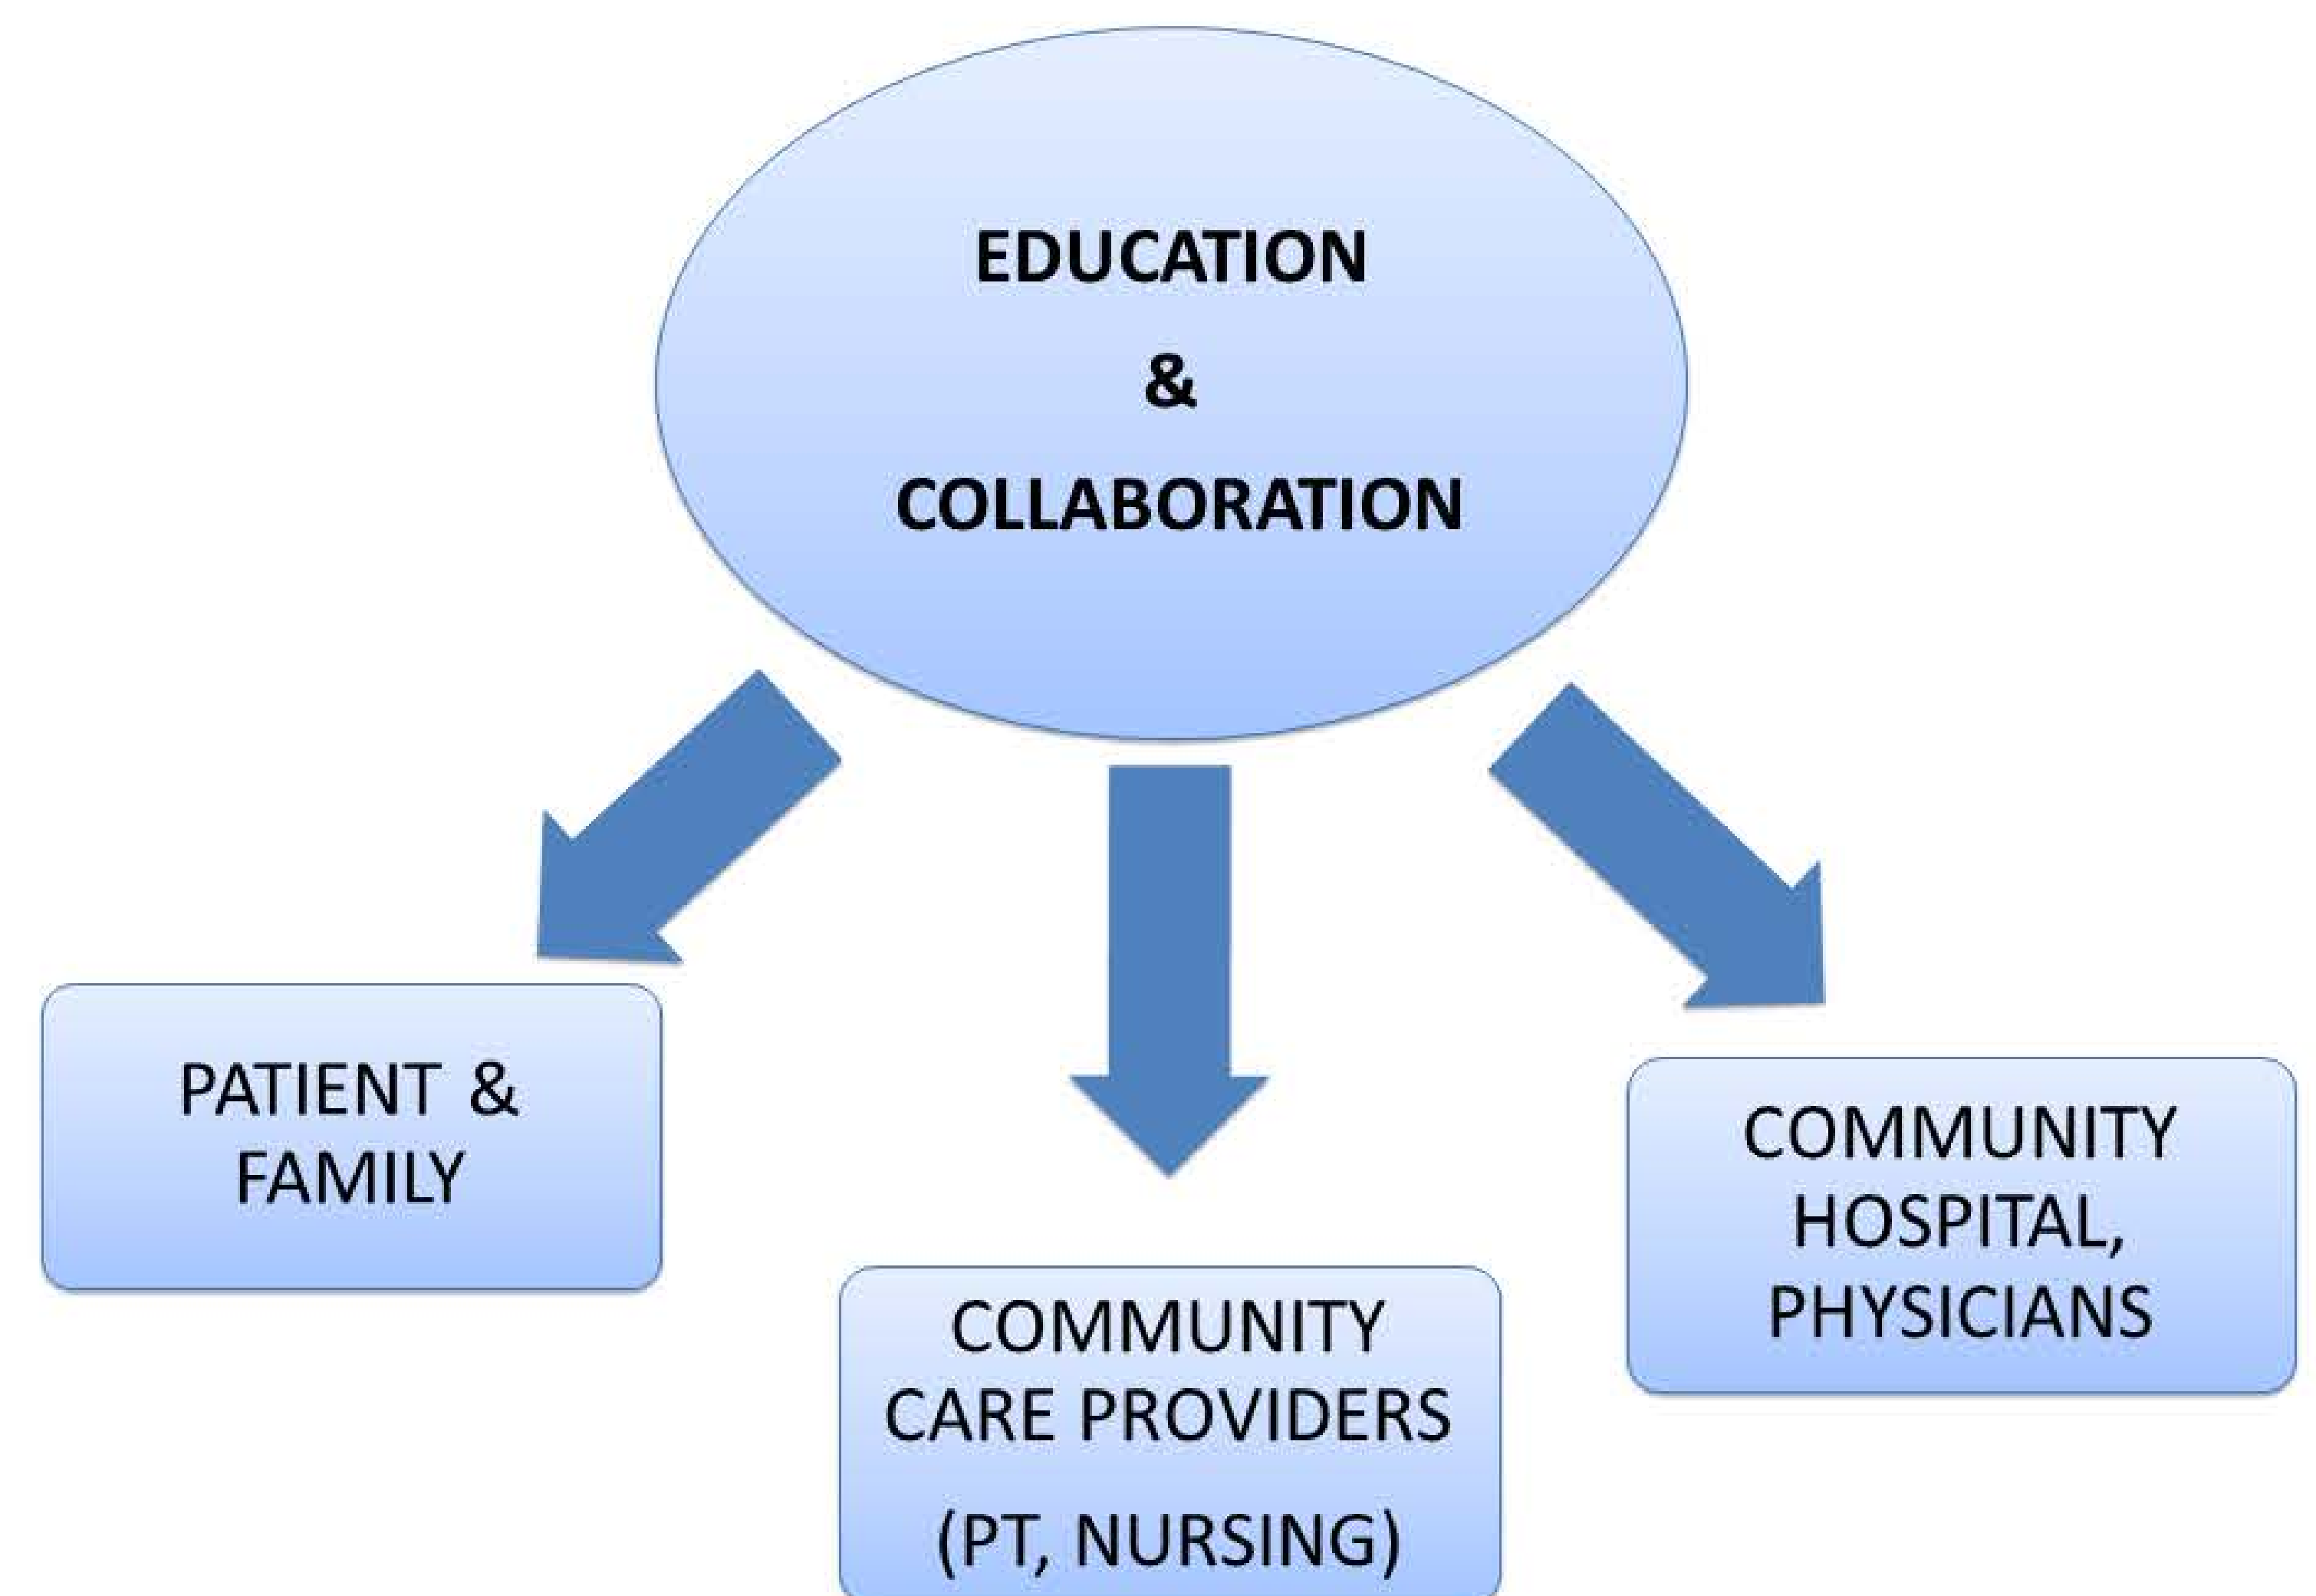 EDUCATION
&
COLLABORATION
PATIENT &
FAMILY
COMMUNITY
CARE PROVIDERS
(PT, NURSING)
COMMUNITY
HOSPITAL,
PHYSICIANS